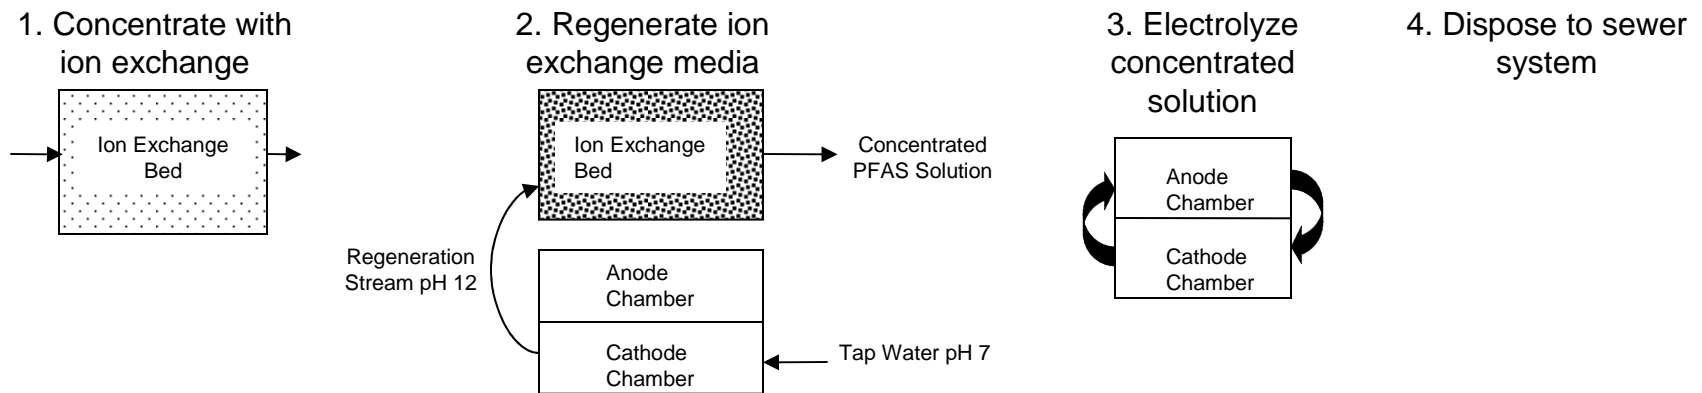 1. Concentrate with
ion exchange
Ion Exchange
Bed
2. Regenerate ion
exchange media
Ion Exchange
Bed
Concentrated
PFAS Solution
Regeneration
Stream pH 12
Anode
Chamber
Cathode
Chamber
Tap Water pH 7
3. Electrolyze
concentrated
solution
Anode
Chamber
Cathode
Chamber
4. Dispose to sewer
system